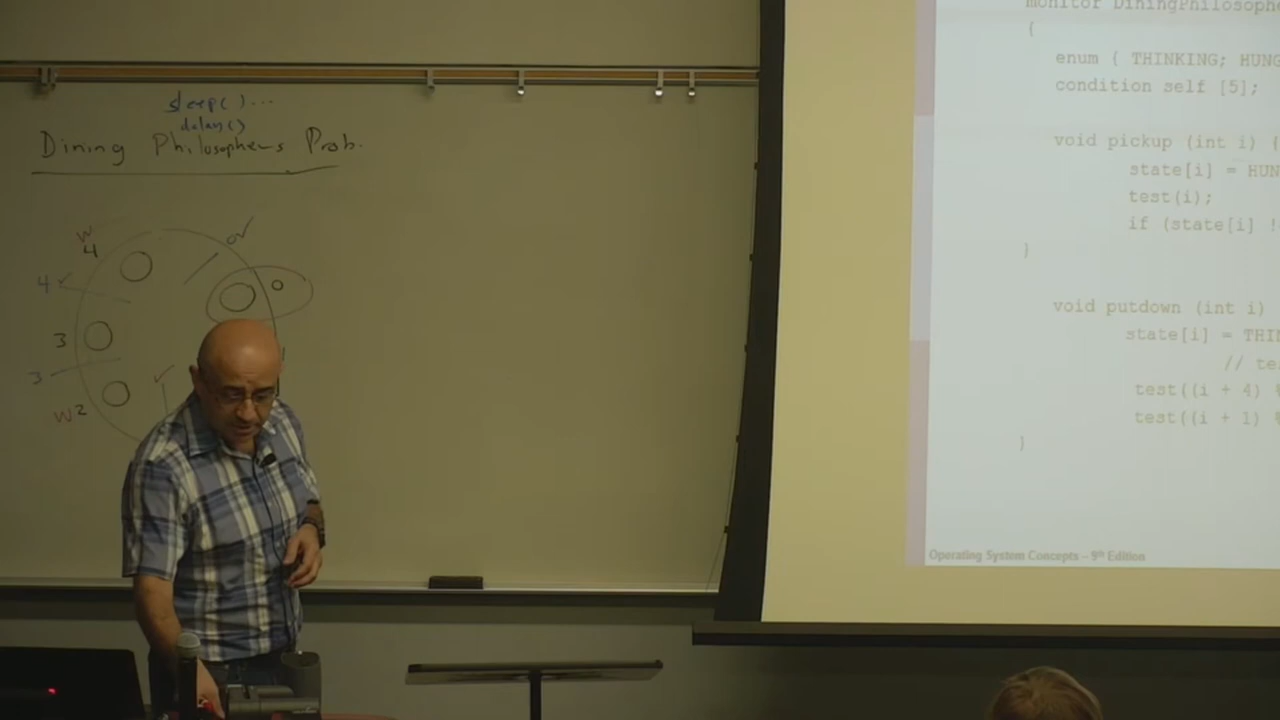 sleep()...
delay()
Dining Philosophers Prob.
W
4
4
3
3
W 2
0
monitor DiningPhilosophe
{
enum { THINKING; HUNG
condition self [5];
void pickup (int i) {
state[i] = HUN
test(i);
if (state[i] !
}
void putdown (int i)
state[i] = THI
// te
test((i + 4) %
test((i + 1) %
}
Operating System Concepts – 9th Edition